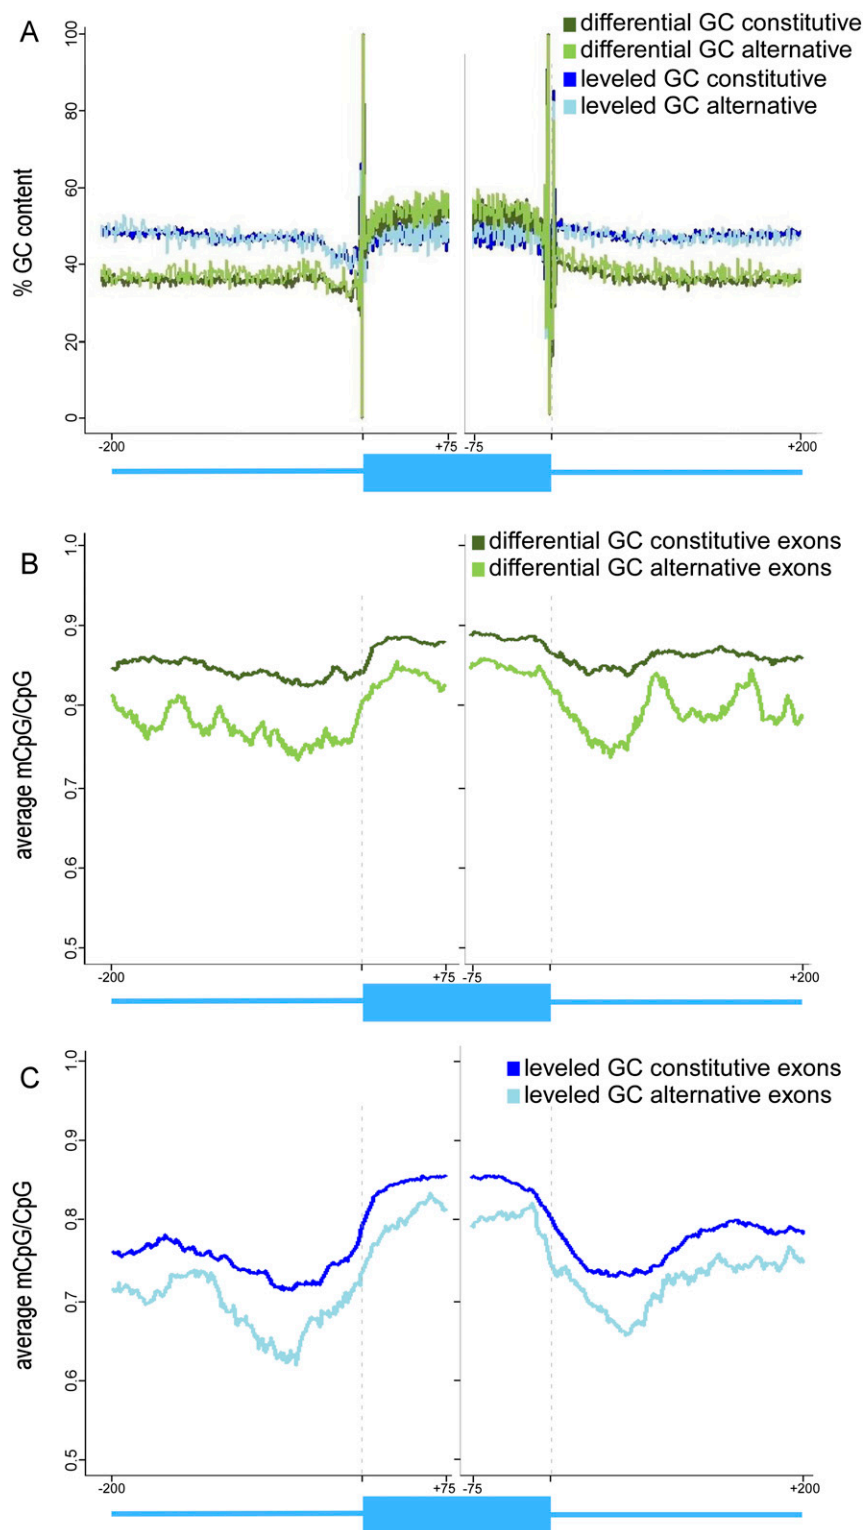 A
differential GC constitutive
differential GC alternative
leveled GC constitutive
leveled GC alternative
% GC content
100
80
60
40
20
0
-200
+75
-75
+200
B
differential GC constitutive exons
differential GC alternative exons
average mCpG/CpG
1.0
0.9
0.8
0.7
0.6
0.5
-200
+75
-75
+200
C
leveled GC constitutive exons
leveled GC alternative exons
average mCpG/CpG
1.0
0.9
0.8
0.7
0.6
0.5
-200
+75
-75
+200